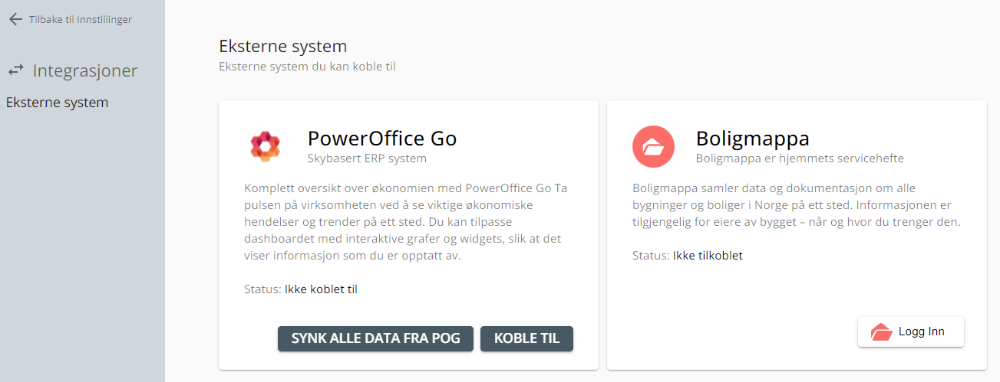 Tilbake til Innstillinger
Integrasjoner
Eksterne system
Eksterne system
Eksterne system du kan koble til
PowerOffice Go
Skybasert ERP system
Komplett oversikt over økonomien med PowerOffice Go Ta
pulsen på virksomheten ved å se viktige økonomiske
hendelser og trender på ett sted. Du kan tilpasse
dashboardet med interaktive grafer og widgets, slik at det
viser informasjon som du er opptatt av.
Status: Ikke koblet til
SYNK ALLE DATA FRA POG
KOBLE TIL
Boligmappa
Boligmappa er hjemmets servicehefte
Boligmappa samler data og dokumentasjon om alle
bygninger og boliger i Norge på ett sted. Informasjonen er
tilgjengelig for eiere av bygget – når og hvor du trenger den.
Status: Ikke tilkoblet
Logg Inn